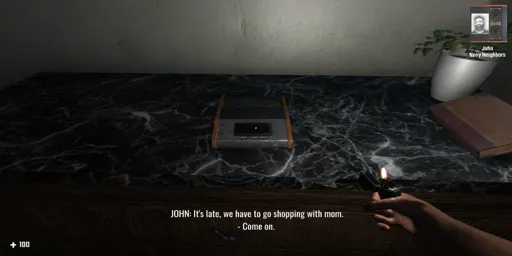 John
Nosy Neighbors
JOHN: It's late, we have to go shopping with mom.
- Come on.
+ 100